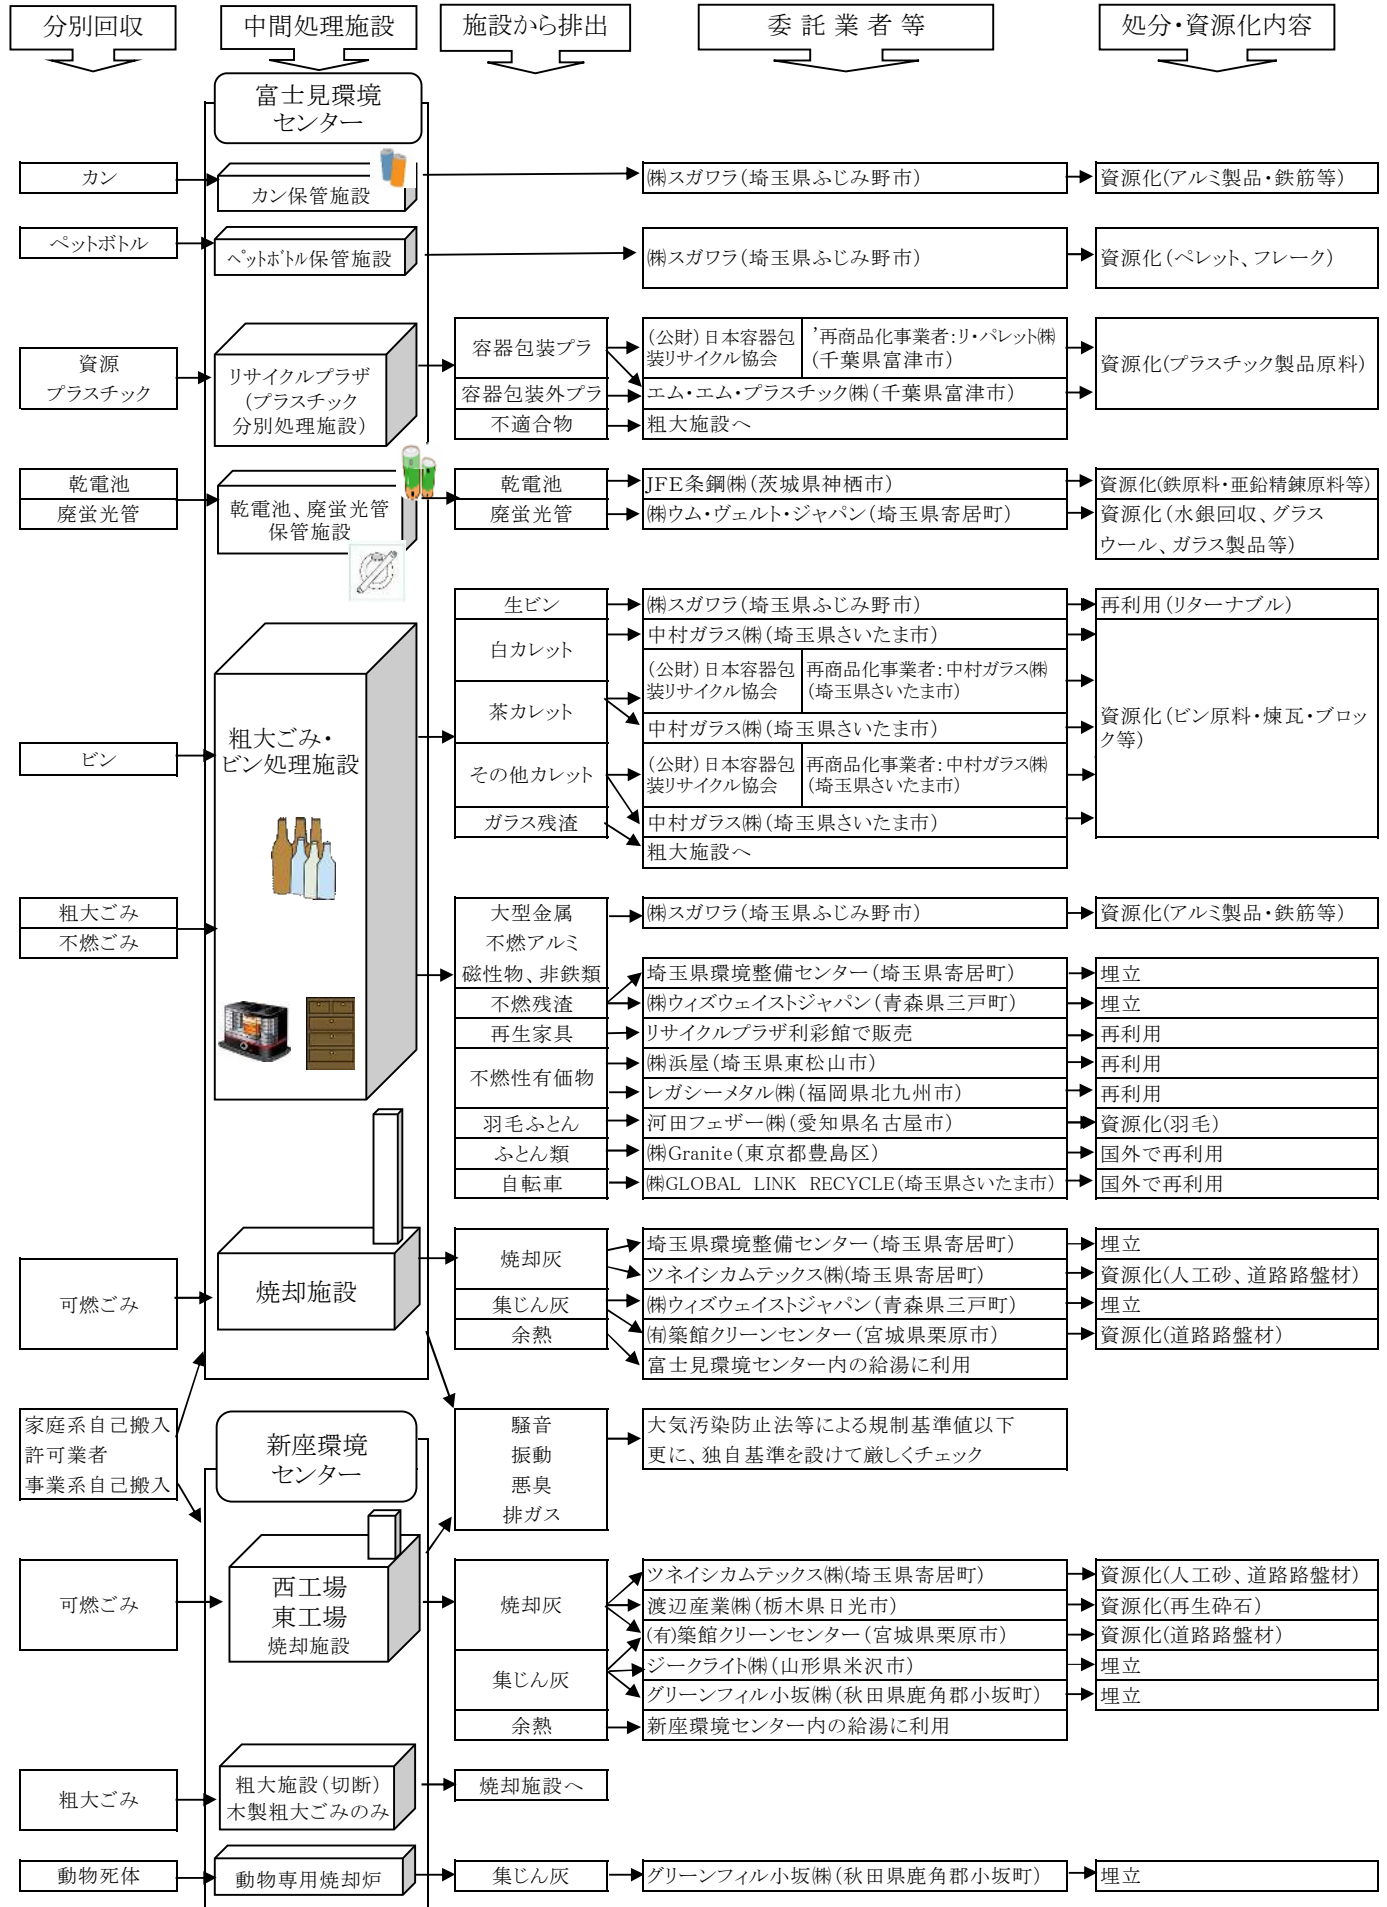 分別回収
中間処理施設
施設から排出
委託業者等
処分・資源化内容
富士見環境
センター
カン
カン保管施設
㈱スガワラ(埼玉県ふじみ野市)
資源化(アルミ製品・鉄筋等)
ペットボトル
ペットボトル保管施設
㈱スガワラ(埼玉県ふじみ野市)
資源化(ペレット、フレーク)
資源
プラスチック
リサイクルプラザ
(プラスチック
分別処理施設)
容器包装プラ
(公財)日本容器包
装リサイクル協会
’再商品化事業者:リ・パレット㈱
(千葉県富津市)
資源化(プラスチック製品原料)
容器包装外プラ
エム・エム・プラスチック㈱(千葉県富津市)
不適合物
粗大施設へ
乾電池
廃蛍光管
乾電池、廃蛍光管
保管施設
乾電池
JFE条鋼㈱(茨城県神栖市)
資源化(鉄原料・亜鉛精錬原料等)
廃蛍光管
㈱ウム・ヴェルト・ジャパン(埼玉県寄居町)
資源化(水銀回収、グラス
ウール、ガラス製品等)
ビン
粗大ごみ・
ビン処理施設
生ビン
㈱スガワラ(埼玉県ふじみ野市)
再利用(リターナブル)
白カレット
中村ガラス㈱(埼玉県さいたま市)
(公財)日本容器包
装リサイクル協会
再商品化事業者:中村ガラス㈱
(埼玉県さいたま市)
茶カレット
中村ガラス㈱(埼玉県さいたま市)
資源化(ビン原料・煉瓦・ブロッ
ク等)
その他カレット
(公財)日本容器包
装リサイクル協会
再商品化事業者:中村ガラス㈱
(埼玉県さいたま市)
ガラス残渣
中村ガラス㈱(埼玉県さいたま市)
粗大施設へ
粗大ごみ
不燃ごみ
大型金属
不燃アルミ
磁性物、非鉄類
㈱スガワラ(埼玉県ふじみ野市)
資源化(アルミ製品・鉄筋等)
不燃残渣
埼玉県環境整備センター(埼玉県寄居町)
埋立
㈱ウィズウェイストジャパン(青森県三戸町)
埋立
再生家具
リサイクルプラザ利彩館で販売
再利用
不燃性有価物
㈱浜屋(埼玉県東松山市)
再利用
レガシーメタル㈱(福岡県北九州市)
再利用
羽毛ふとん
河田フェザー㈱(愛知県名古屋市)
資源化(羽毛)
ふとん類
㈱Granite(東京都豊島区)
国外で再利用
自転車
㈱GLOBAL LINK RECYCLE(埼玉県さいたま市)
国外で再利用
可燃ごみ
焼却施設
焼却灰
埼玉県環境整備センター(埼玉県寄居町)
埋立
ツネイシカムテックス㈱(埼玉県寄居町)
資源化(人工砂、道路路盤材)
集じん灰
㈱ウィズウェイストジャパン(青森県三戸町)
埋立
余熱
㈲築館クリーンセンター(宮城県栗原市)
資源化(道路路盤材)
富士見環境センター内の給湯に利用
家庭系自己搬入
許可業者
事業系自己搬入
新座環境
センター
騒音
振動
悪臭
排ガス
大気汚染防止法等による規制基準値以下
更に、独自基準を設けて厳しくチェック
可燃ごみ
西工場
東工場
焼却施設
焼却灰
ツネイシカムテックス㈱(埼玉県寄居町)
資源化(人工砂、道路路盤材)
渡辺産業㈱(栃木県日光市)
資源化(再生砕石)
(有)築館クリーンセンター(宮城県栗原市)
資源化(道路路盤材)
集じん灰
ジークライト㈱(山形県米沢市)
埋立
グリーンフィル小坂㈱(秋田県鹿角郡小坂町)
埋立
余熱
新座環境センター内の給湯に利用
粗大ごみ
粗大施設(切断)
木製粗大ごみのみ
焼却施設へ
動物死体
動物専用焼却炉
集じん灰
グリーンフィル小坂㈱(秋田県鹿角郡小坂町)
埋立